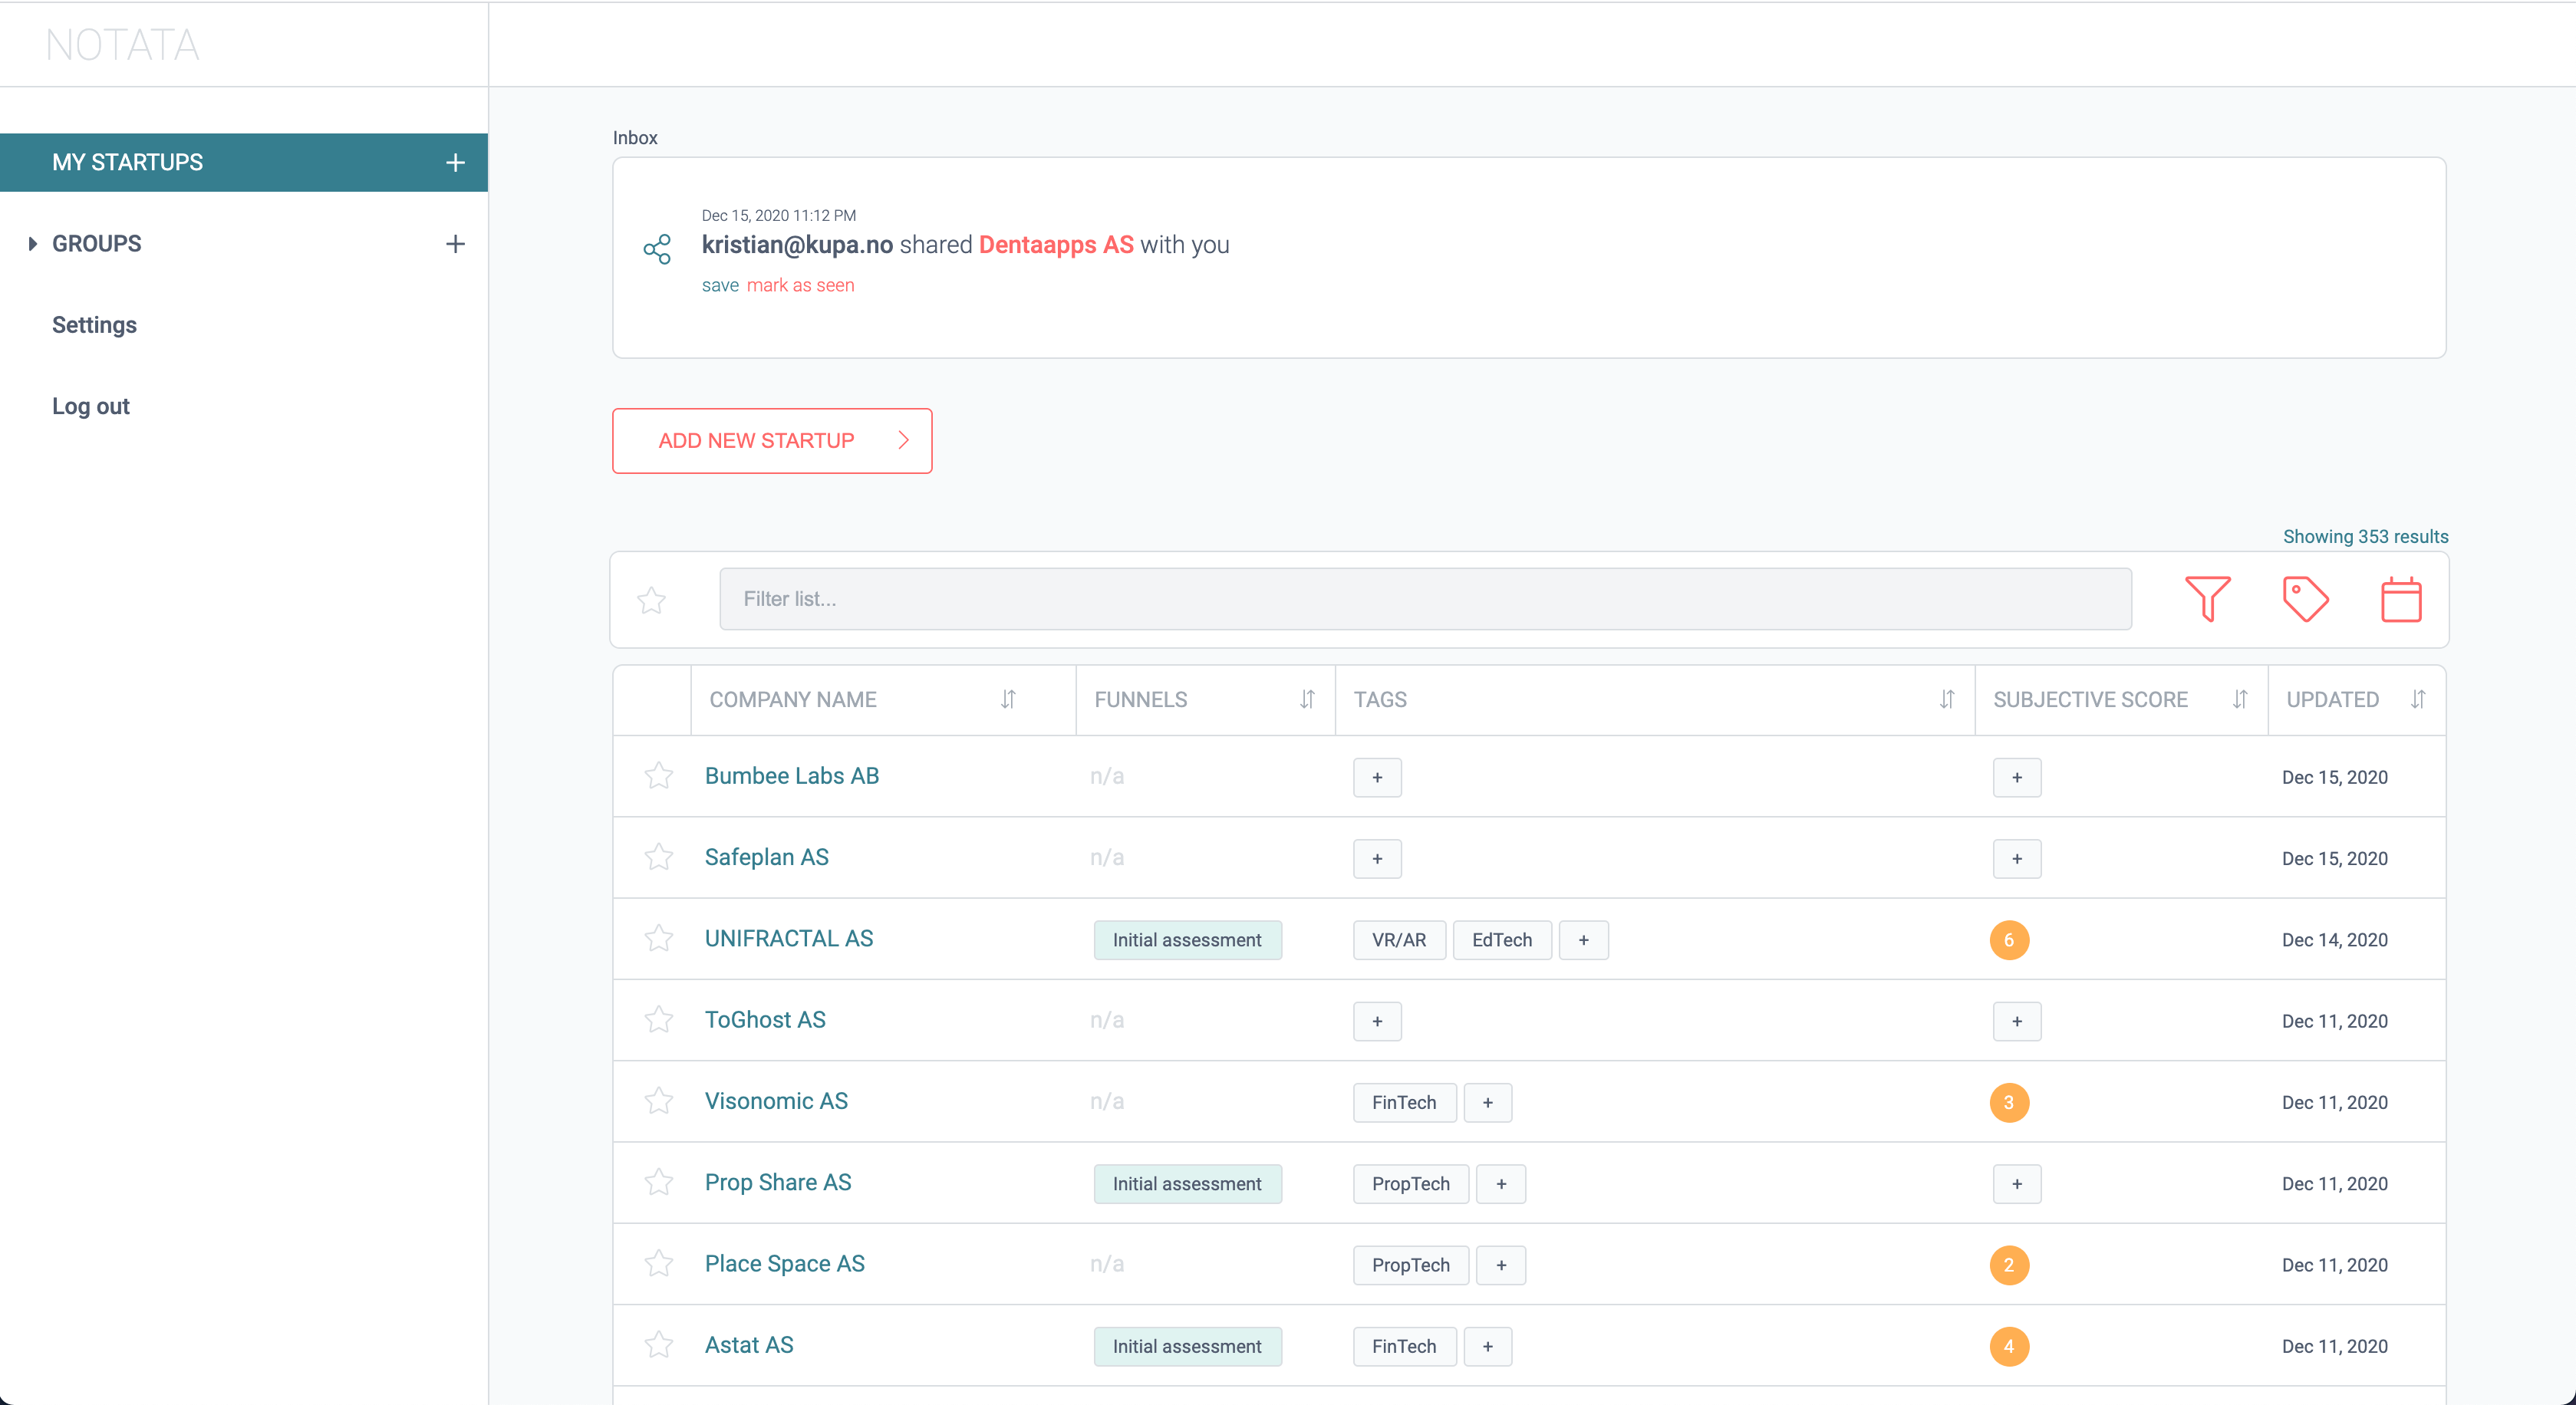 NOTATA
MY STARTUPS +
GROUPS +
Settings
Log out
Inbox
Dec 15, 2020 11:12 PM
kristian@kupa.no shared Dentaapps AS with you
save mark as seen
ADD NEW STARTUP
Showing 353 results
Filter list...
COMPANY NAME FUNNELS TAGS SUBJECTIVE SCORE UPDATED
Bumbee Labs AB n/a + + Dec 15, 2020
Safeplan AS n/a + + Dec 15, 2020
UNIFRACTAL AS Initial assessment VR/AR EdTech + 6 Dec 14, 2020
ToGhost AS n/a + + Dec 11, 2020
Visonomic AS n/a FinTech + 3 Dec 11, 2020
Prop Share AS Initial assessment PropTech + + Dec 11, 2020
Place Space AS n/a PropTech + 2 Dec 11, 2020
Astat AS Initial assessment FinTech + 4 Dec 11, 2020